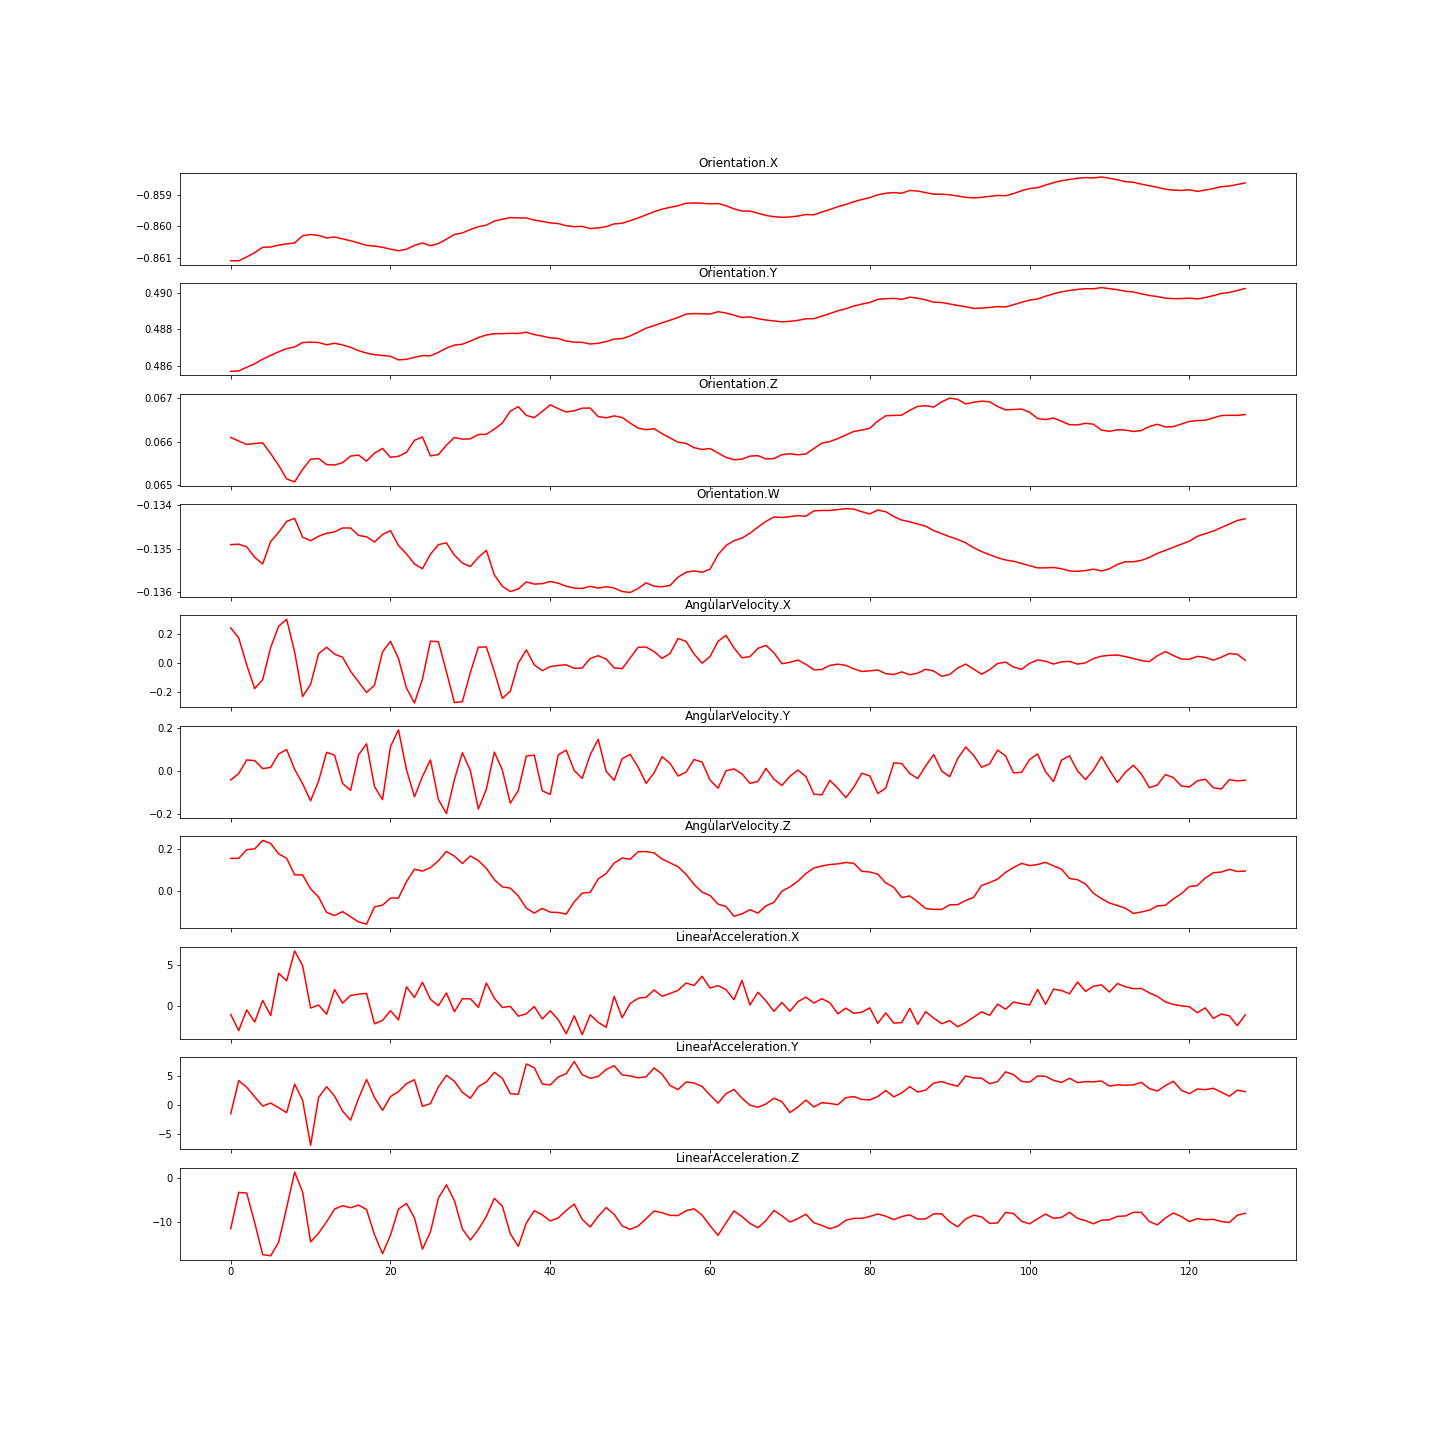 Orientation.X
−0.859
−0.860
−0.861
Orientation.Y
0.490
0.488
0.486
Orientation.Z
0.067
0.066
0.065
Orientation.W
−0.134
−0.135
−0.136
AngularVelocity.X
0.2
0.0
−0.2
AngularVelocity.Y
0.2
0.0
−0.2
AngularVelocity.Z
0.2
0.0
LinearAcceleration.X
5
0
LinearAcceleration.Y
5
0
−5
LinearAcceleration.Z
0
−10
0 20 40 60 80 100 120